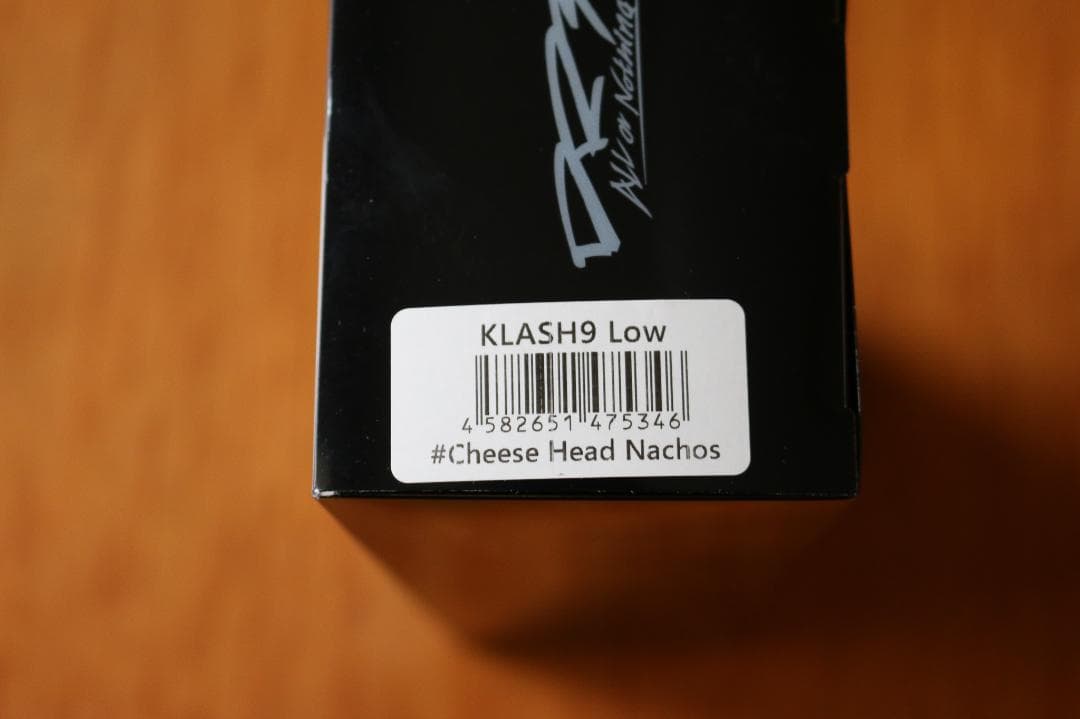 All or Nothing
KLASH9 Low
4 582651 475346
#Cheese Head Nachos